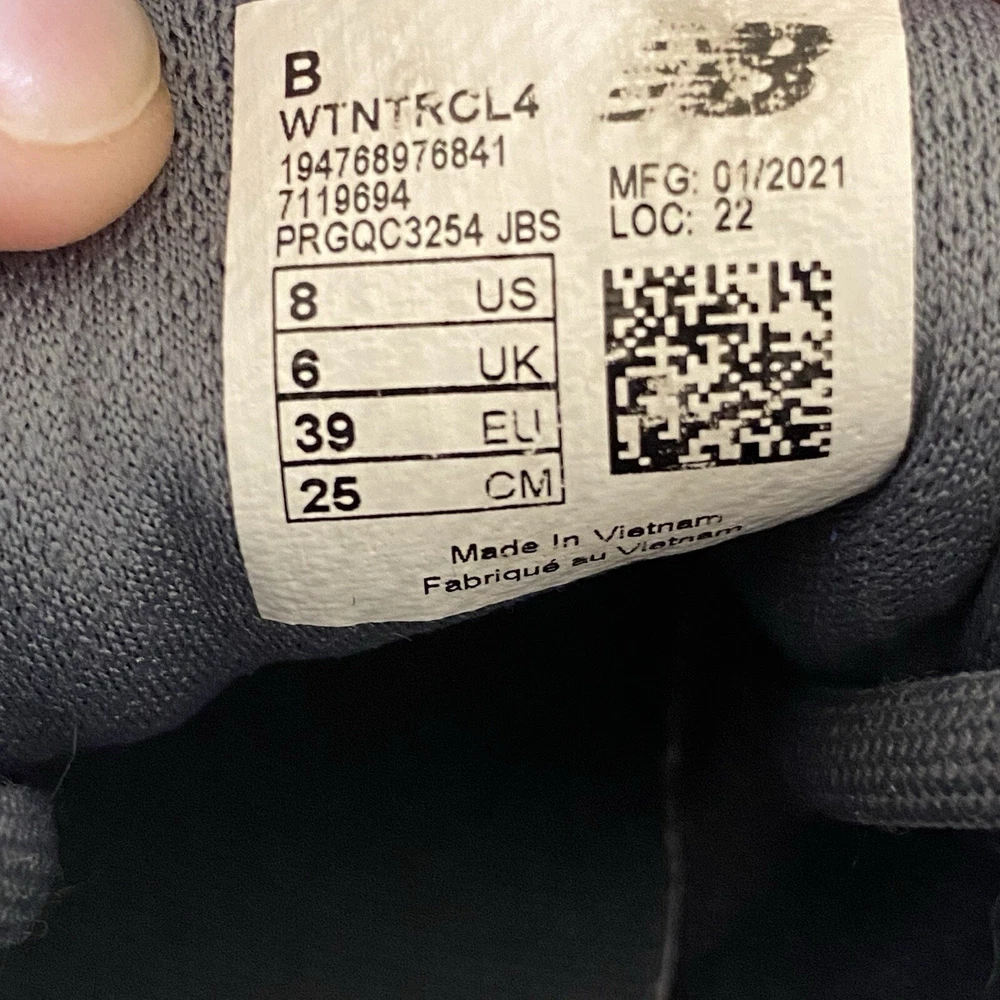 B
WTNTRCL4
194768976841
7119694
PRGQC3254 JBS
8 US
6 UK
39 EU
25 CM
NB
MFG: 01/2021
LOC: 22
Made In Vietnam
Fabriqué au Vietnam